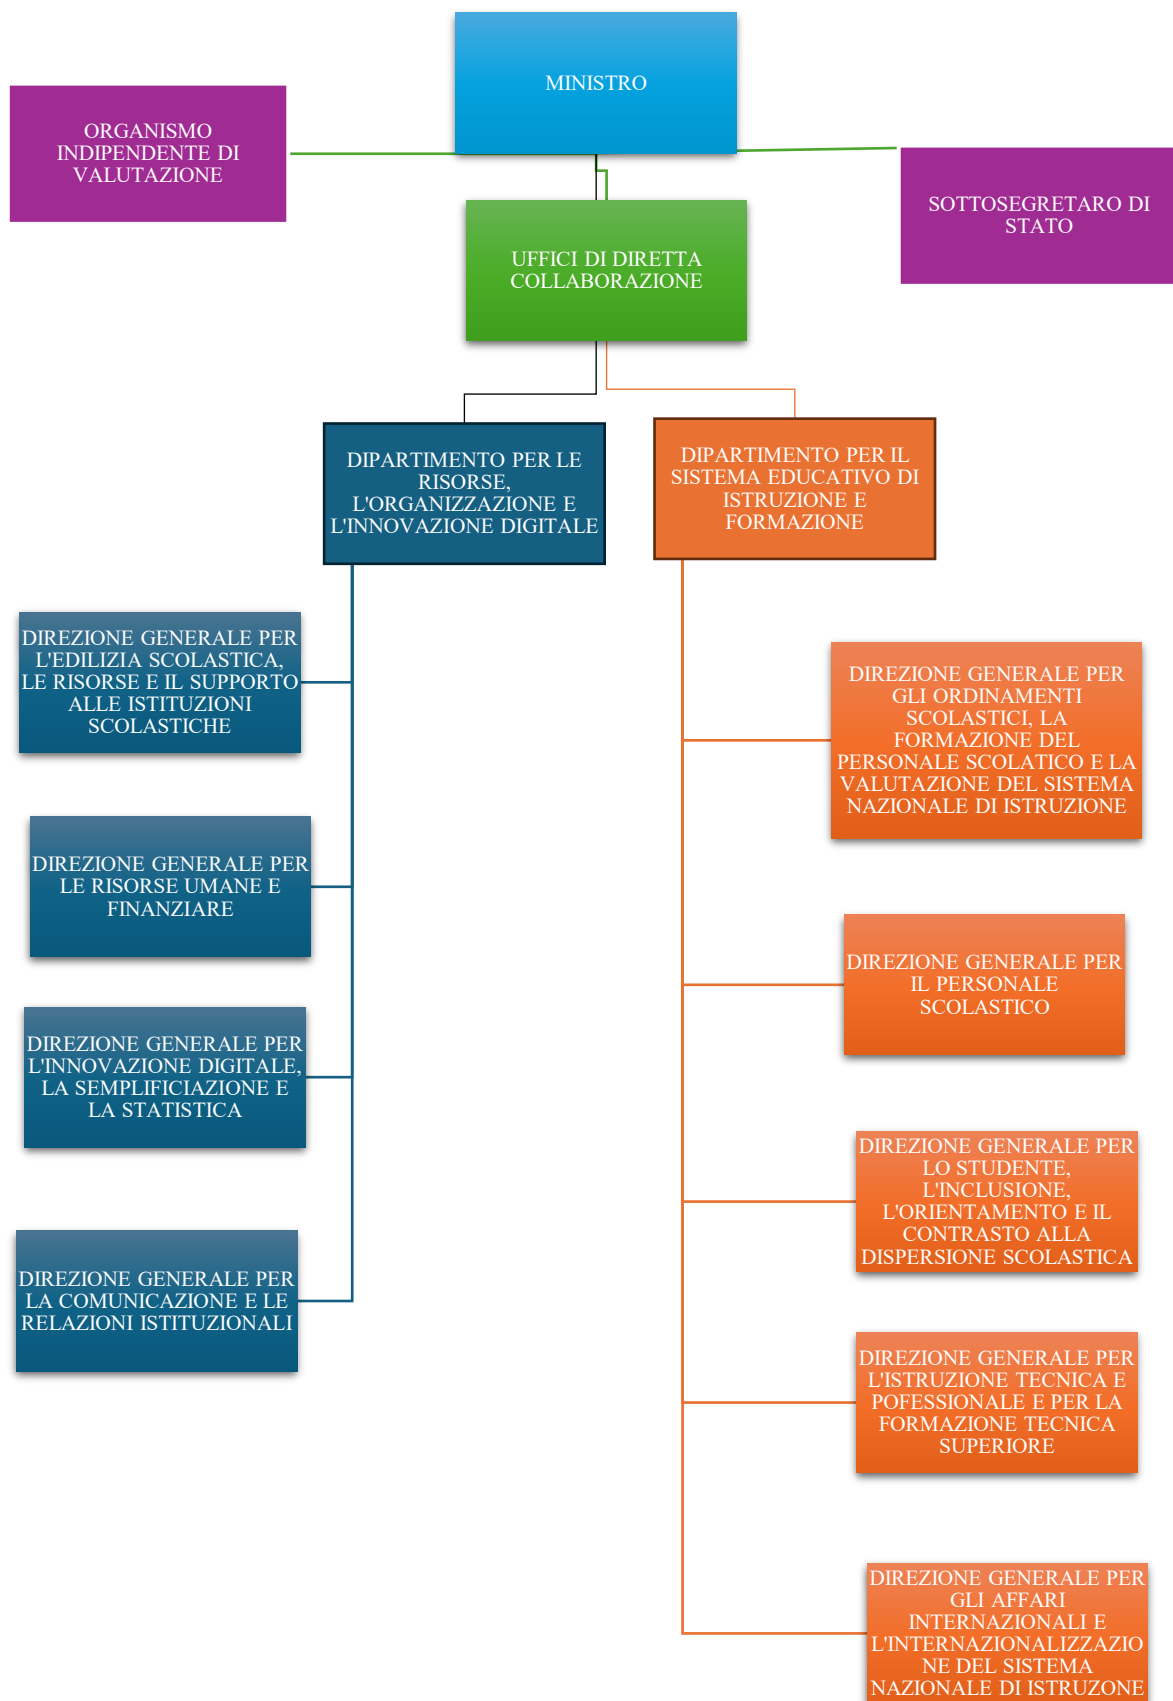 MINISTRO
ORGANISMO
INDIPENDENTE DI
VALUTAZIONE
SOTTOSEGRETARO DI
STATO
UFFICI DI DIRETTA
COLLABORAZIONE
DIPARTIMENTO PER LE
RISORSE,
L'ORGANIZZAZIONE E
L'INNOVAZIONE DIGITALE
DIPARTIMENTO PER IL
SISTEMA EDUCATIVO DI
ISTRUZIONE E
FORMAZIONE
DIREZIONE GENERALE PER
L'EDILIZIA SCOLASTICA,
LE RISORSE E IL SUPPORTO
ALLE ISTITUZIONI
SCOLASTICHE
DIREZIONE GENERALE PER
LE RISORSE UMANE E
FINANZIARE
DIREZIONE GENERALE PER
L'INNOVAZIONE DIGITALE,
LA SEMPLIFICIAZIONE E
LA STATISTICA
DIREZIONE GENERALE PER
LA COMUNICAZIONE E LE
RELAZIONI ISTITUZIONALI
DIREZIONE GENERALE PER
GLI ORDINAMENTI
SCOLASTICI, LA
FORMAZIONE DEL
PERSONALE SCOLATICO E LA
VALUTAZIONE DEL SISTEMA
NAZIONALE DI ISTRUZIONE
DIREZIONE GENERALE PER
IL PERSONALE
SCOLASTICO
DIREZIONE GENERALE PER
LO STUDENTE,
L'INCLUSIONE,
L'ORIENTAMENTO E IL
CONTRASTO ALLA
DISPERSIONE SCOLASTICA
DIREZIONE GENERALE PER
L'ISTRUZIONE TECNICA E
POFESSIONALE E PER LA
FORMAZIONE TECNICA
SUPERIORE
DIREZIONE GENERALE PER
GLI AFFARI
INTERNAZIONALI E
L'INTERNAZIONALIZZAZIO
NE DEL SISTEMA
NAZIONALE DI ISTRUZONE